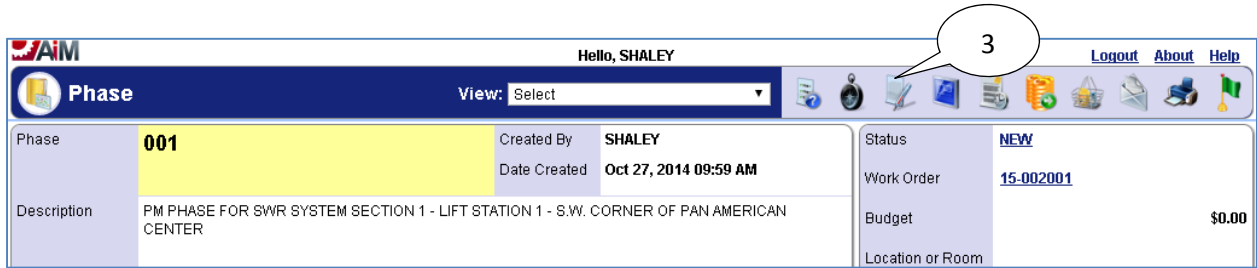 3
AiM
Hello, SHALEY
Logout About Help
Phase
View: Select
Phase 001 Created By SHALEY
Date Created Oct 27, 2014 09:59 AM
Description PM PHASE FOR SWR SYSTEM SECTION 1 - LIFT STATION 1 - S.W. CORNER OF PAN AMERICAN
CENTER
Status NEW
Work Order 15-002001
Budget $0.00
Location or Room